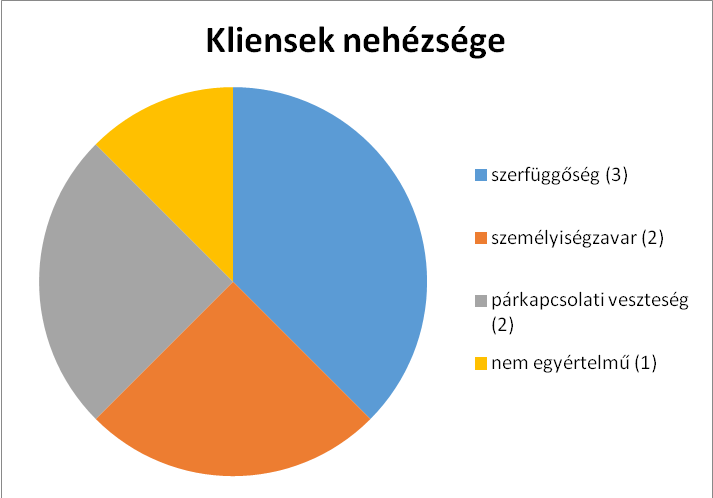 Kliensek nehézsége
szerfüggőség (3)
személyiségzavar (2)
párkapcsolati veszteség
(2)
nem egyértelmű (1)